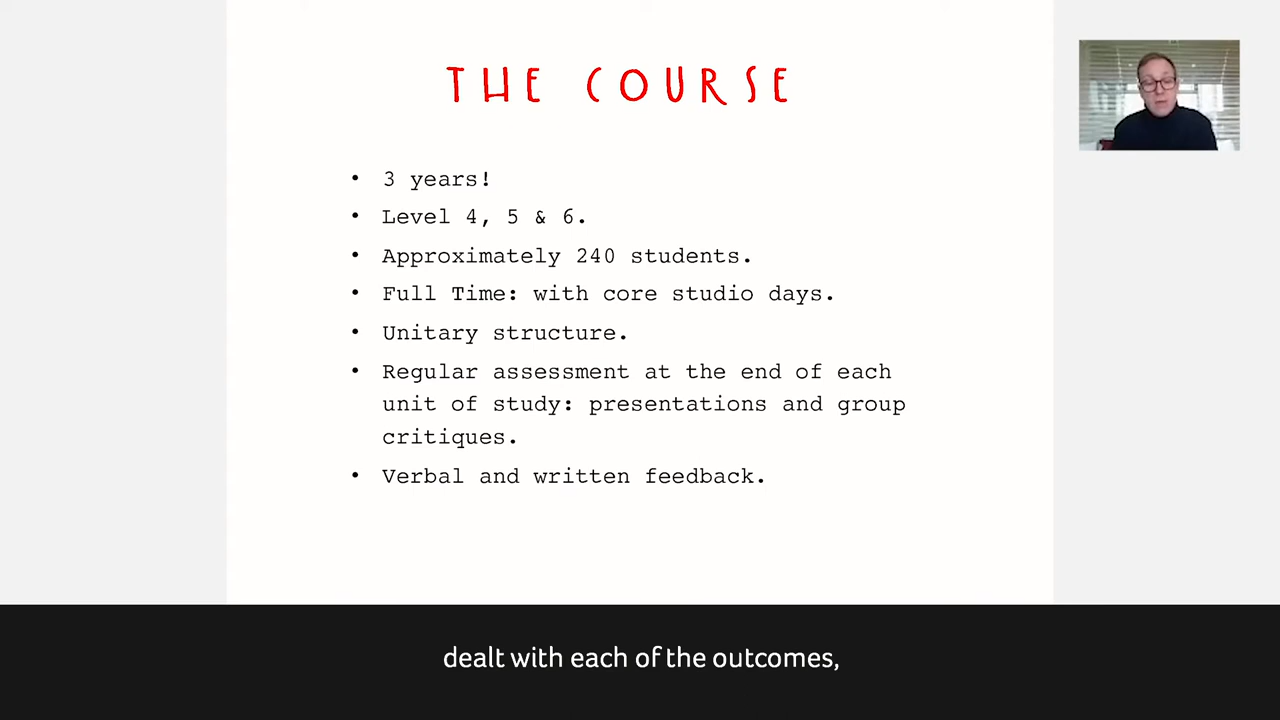 THE COURSE
• 3 years!
• Level 4, 5 & 6.
• Approximately 240 students.
• Full Time: with core studio days.
• Unitary structure.
• Regular assessment at the end of each
unit of study: presentations and group
critiques.
• Verbal and written feedback.
dealt with each of the outcomes,